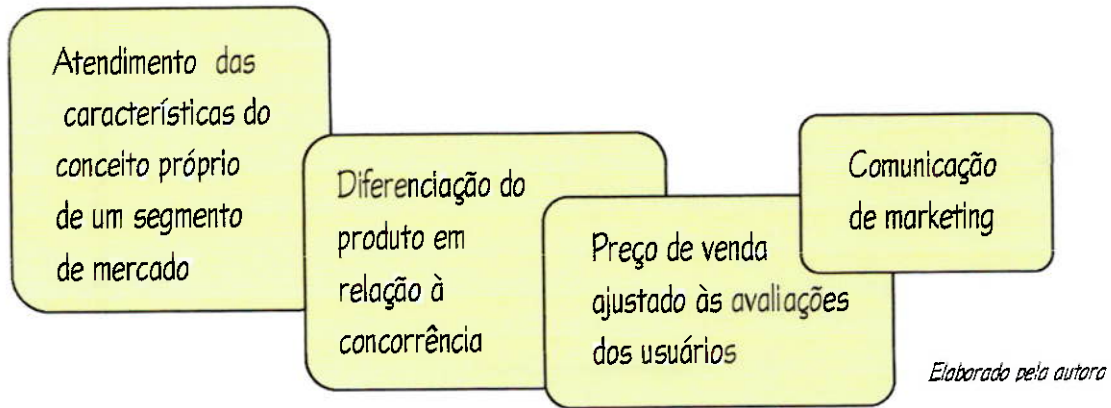 Atendimento das
características do
conceito próprio
de um segmento
de mercado
Diferenciação do
produto em
relação à
concorrência
Preço de venda
ajustado às avaliações
dos usuários
Comunicação
de marketing
Elaborado pela autora